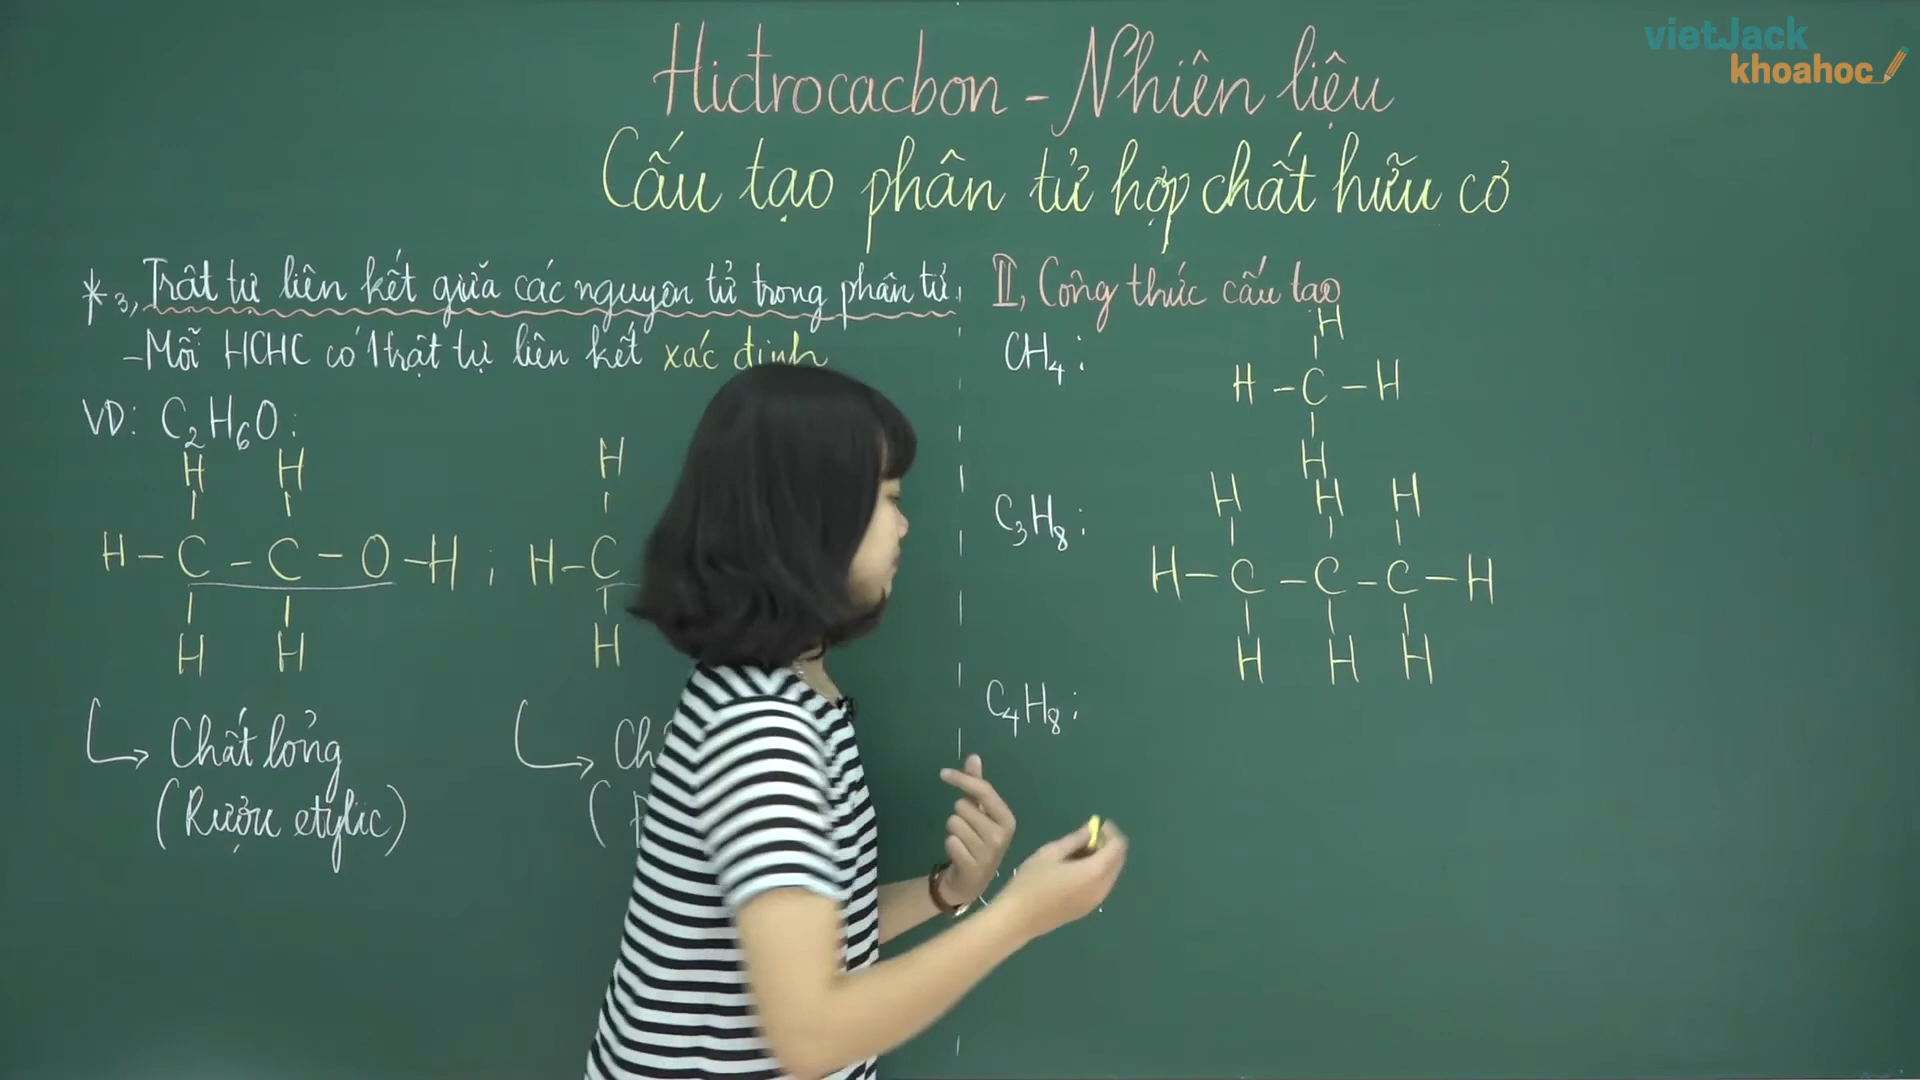 vietJack
khoahoc
Hiđrocacbon - Nhiên liệu
Cấu tạo phân tử hợp chất hữu cơ
* 3, Trật tự liên kết giữa các nguyên tử trong phân tử.
- Mỗi HCHC có 1 trật tự liên kết xác định
VD: C₂H₆O:
H H
H - C - C - O - H ; H - C
H H
H
H
Chất lỏng
(Rượu etylic)
Ch
(
II, Công thức cấu tạo
CH₄:
H
H - C - H
H
C₃H₈:
H H H
H - C - C - C - H
H H H
C₄H₈: